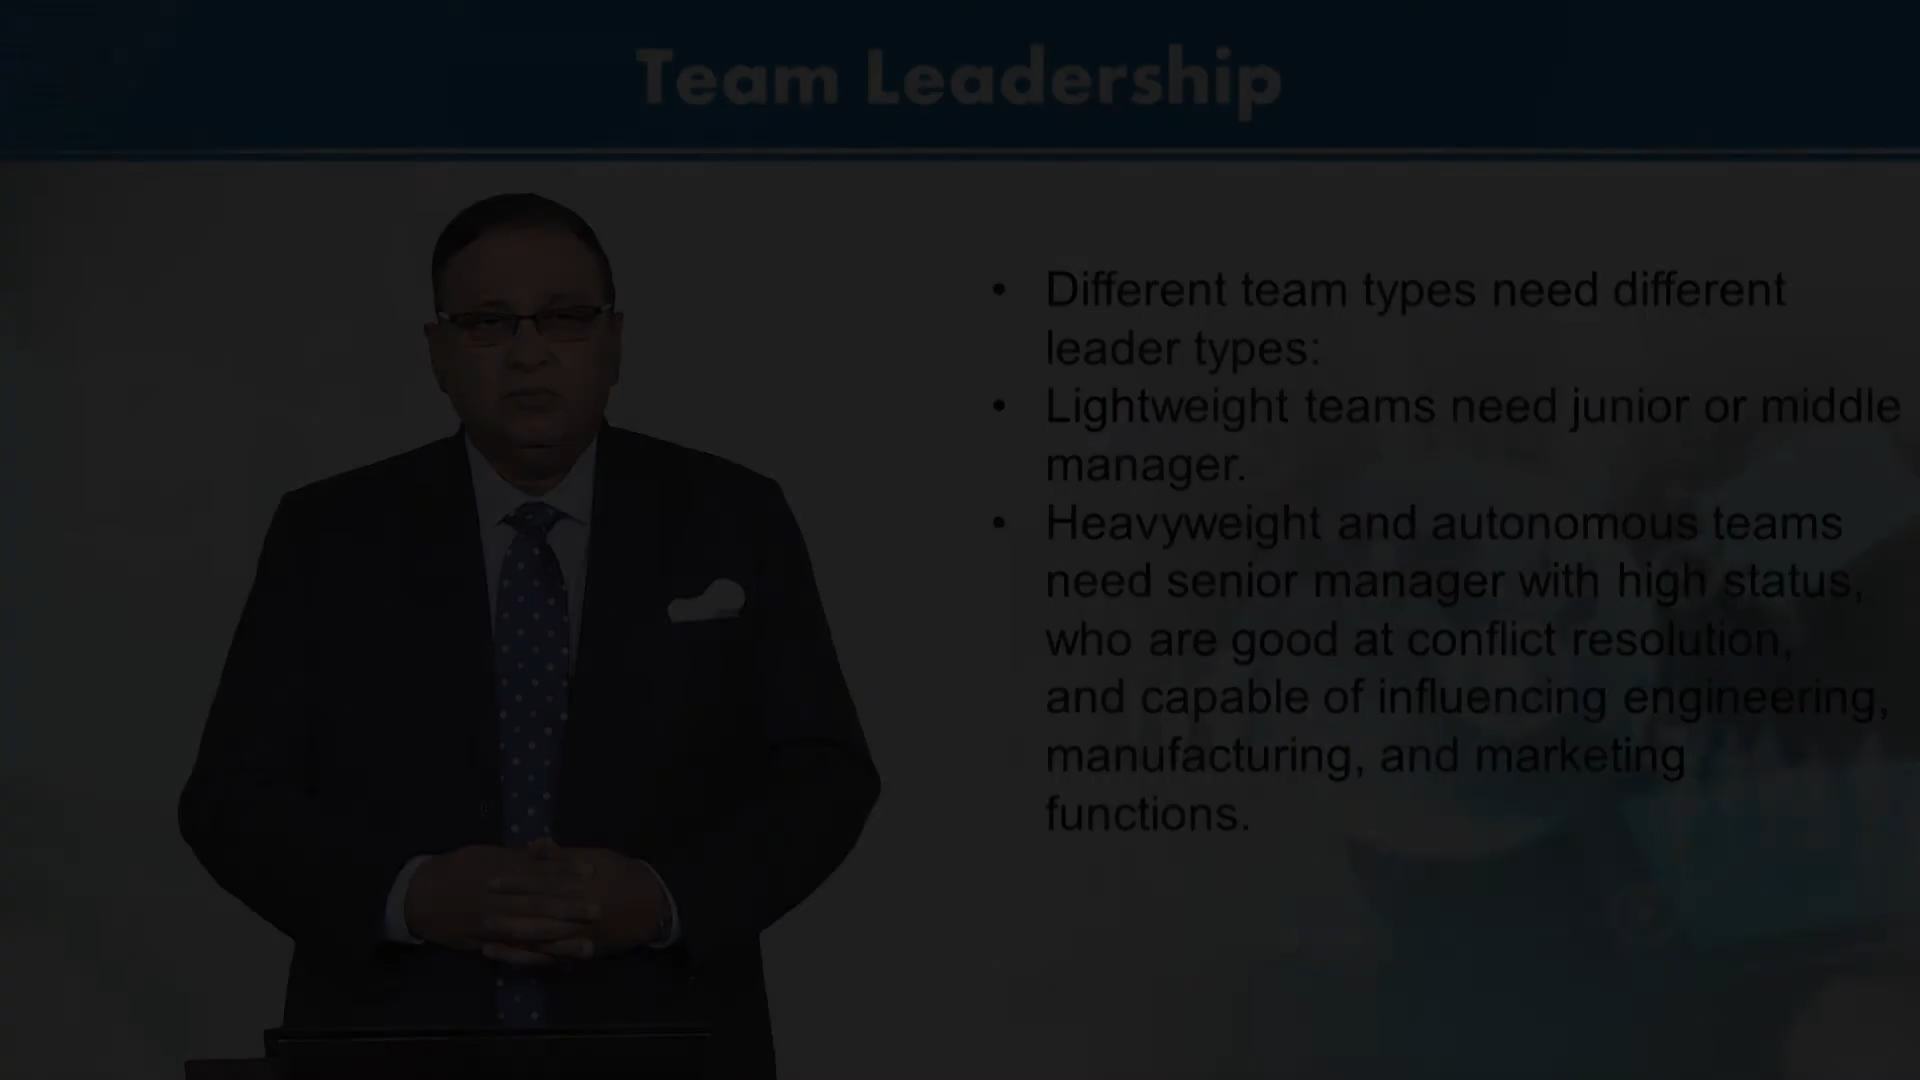 Team Leadership
• Different team types need different
leader types:
• Lightweight teams need junior or middle
manager.
• Heavyweight and autonomous teams
need senior manager with high status,
who are good at conflict resolution,
and capable of influencing engineering,
manufacturing, and marketing
functions.